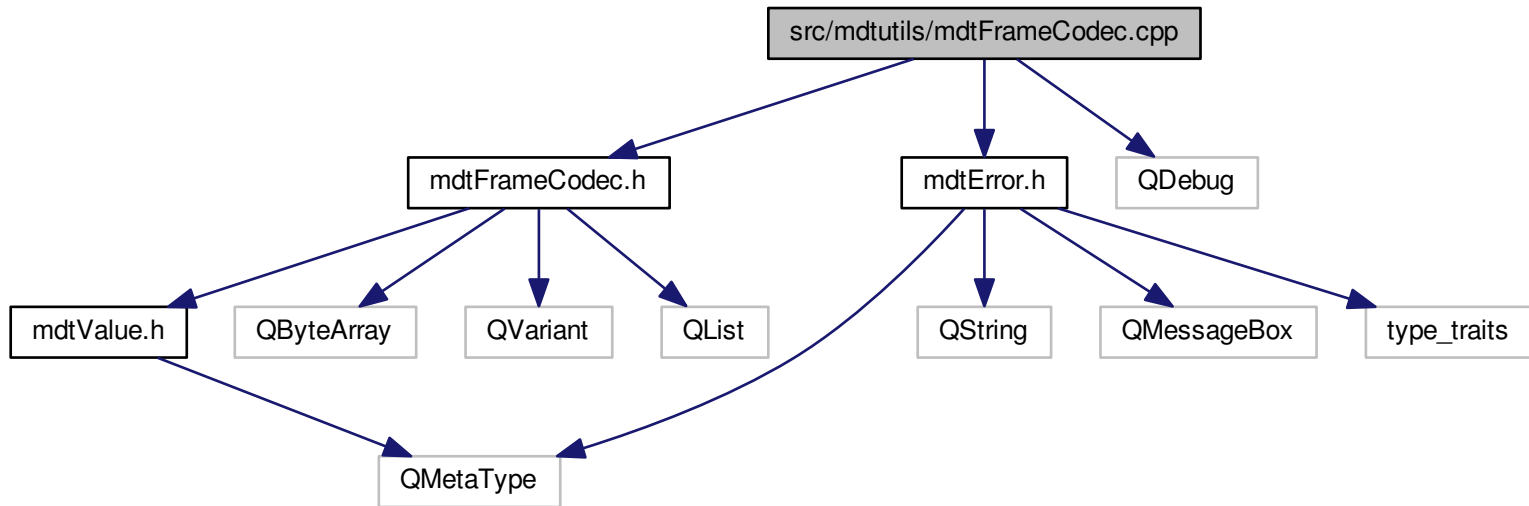 src/mdtutils/mdtFrameCodec.cpp
mdtFrameCodec.h
mdtError.h
QDebug
mdtValue.h
QByteArray
QVariant
QList
QString
QMessageBox
type_traits
QMetaType